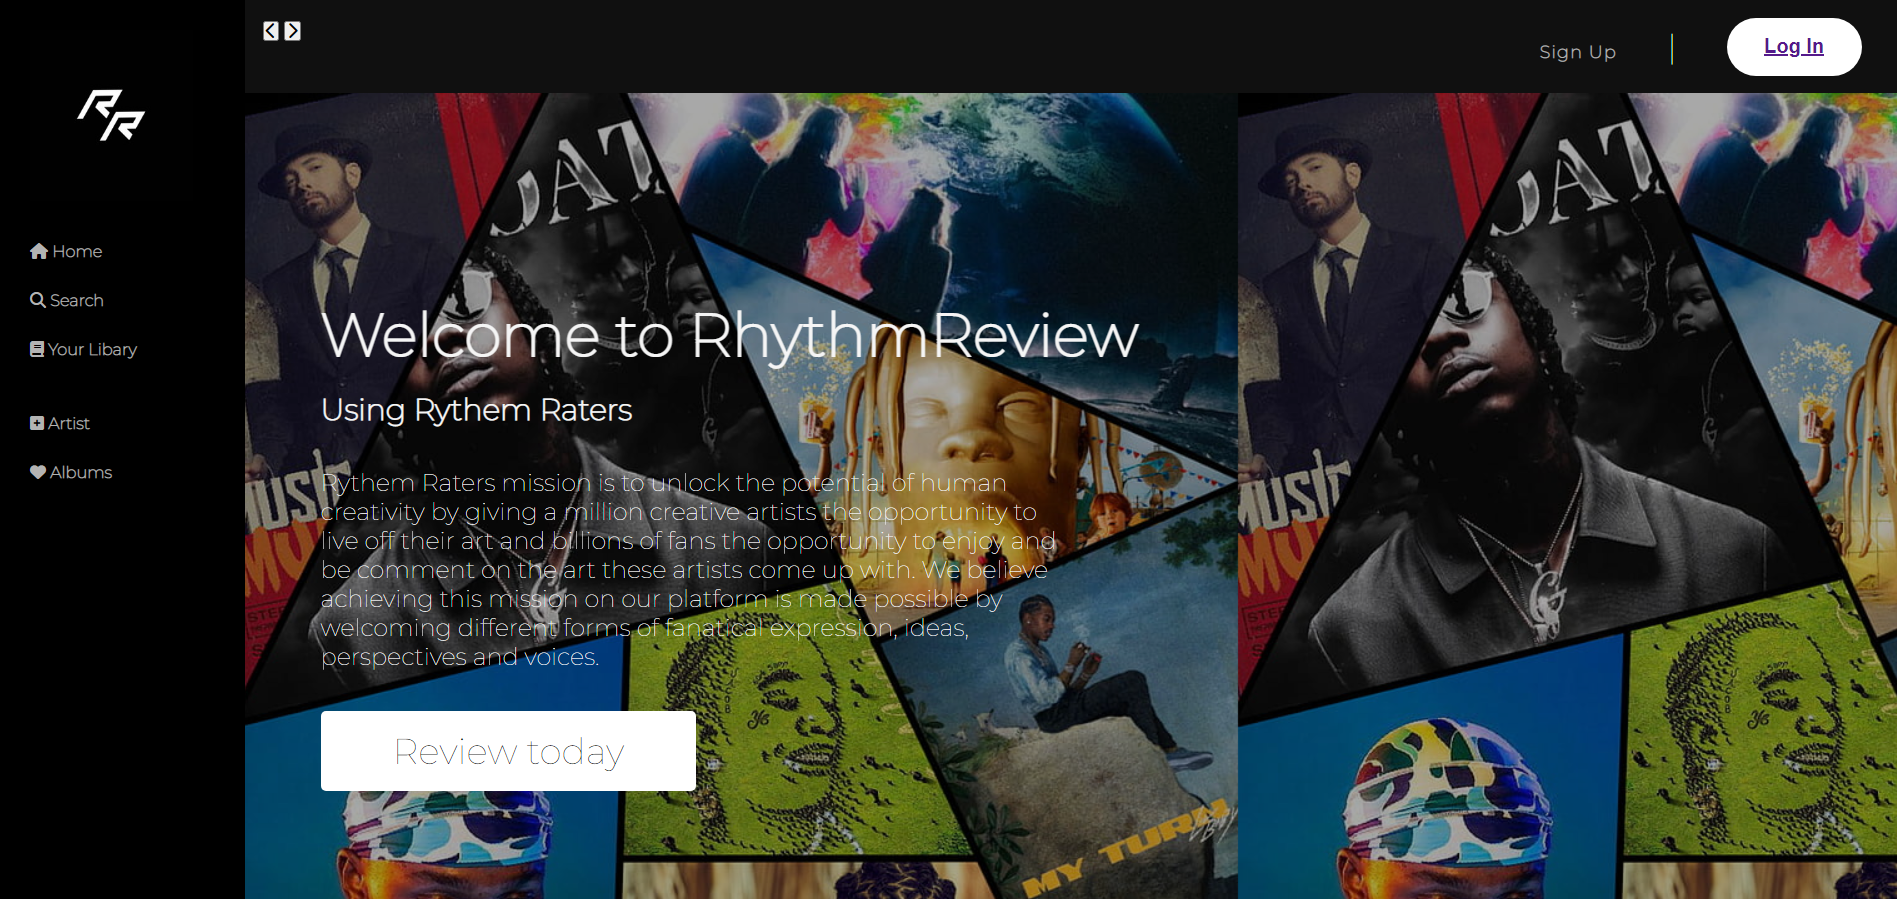 Sign Up
Log In
RR
Home
Search
Your Libary
Artist
Albums
Welcome to RhythmReview
Using Rythem Raters
Rythem Raters mission is to unlock the potential of human
creativity by giving a million creative artists the opportunity to
live off their art and billions of fans the opportunity to enjoy and
be comment on the art these artists come up with. We believe
achieving this mission on our platform is made possible by
welcoming different forms of fanatical expression, ideas,
perspectives and voices.
Review today
MUSIC
MY TURN